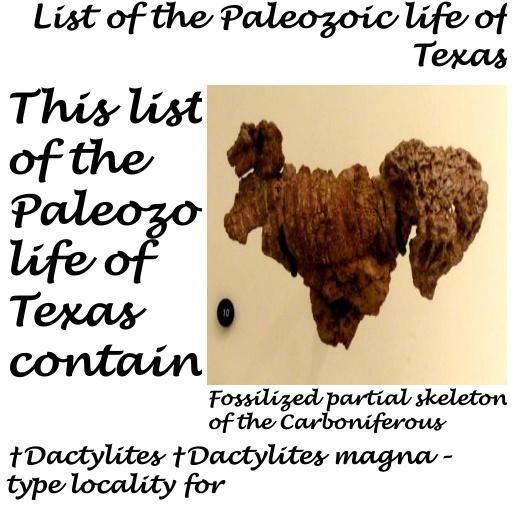 List of the Paleozoic life of
Texas
This list
of the
Paleozo
life of
Texas
contain
10
Fossilized partial skeleton
of the Carboniferous
†Dactylites †Dactylites magna –
type locality for